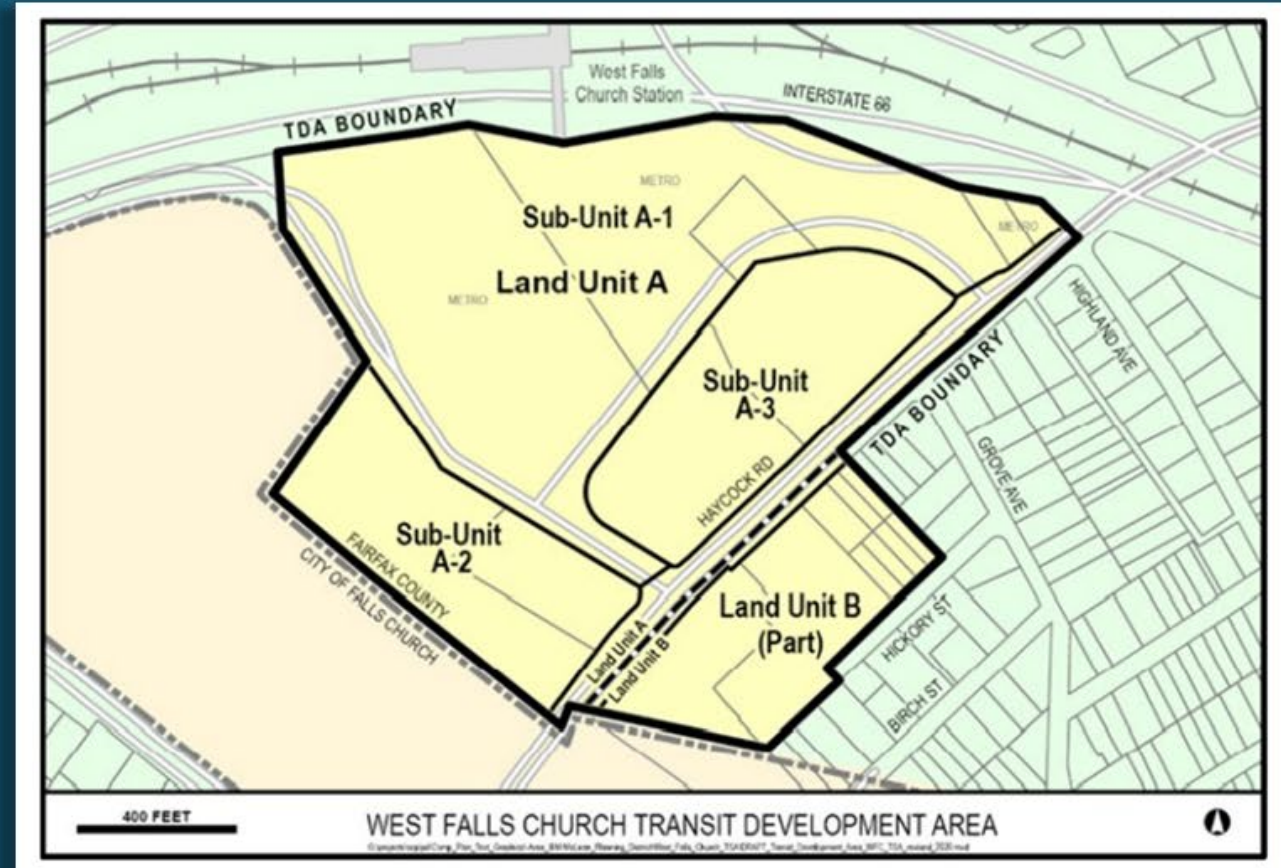 West Falls
Church Station
INTERSTATE 66
TDA BOUNDARY
METRO
Sub-Unit A-1
METRO
Land Unit A
METRO
HIGHLAND AVE
Sub-Unit
A-3
TDA BOUNDARY
GROVE AVE
HAYCOCK RD
Sub-Unit
A-2
FAIRFAX COUNTY
CITY OF FALLS CHURCH
Land Unit B
(Part)
Land Unit A
Land Unit B
HICKORY ST
BIRCH ST
400 FEET
WEST FALLS CHURCH TRANSIT DEVELOPMENT AREA